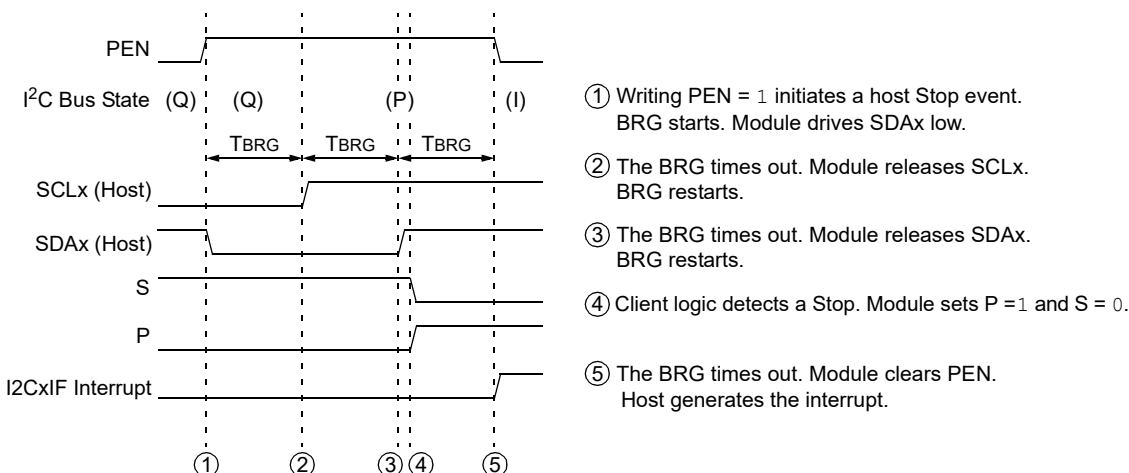 PEN
I²C Bus State (Q) (Q) (P) (I)
TBRG TBRG TBRG
SCLx (Host)
SDAx (Host)
S
P
I2CxIF Interrupt
1 2 3 4 5
1 Writing PEN = 1 initiates a host Stop event.
BRG starts. Module drives SDAx low.
2 The BRG times out. Module releases SCLx.
BRG restarts.
3 The BRG times out. Module releases SDAx.
BRG restarts.
4 Client logic detects a Stop. Module sets P =1 and S = 0.
5 The BRG times out. Module clears PEN.
Host generates the interrupt.